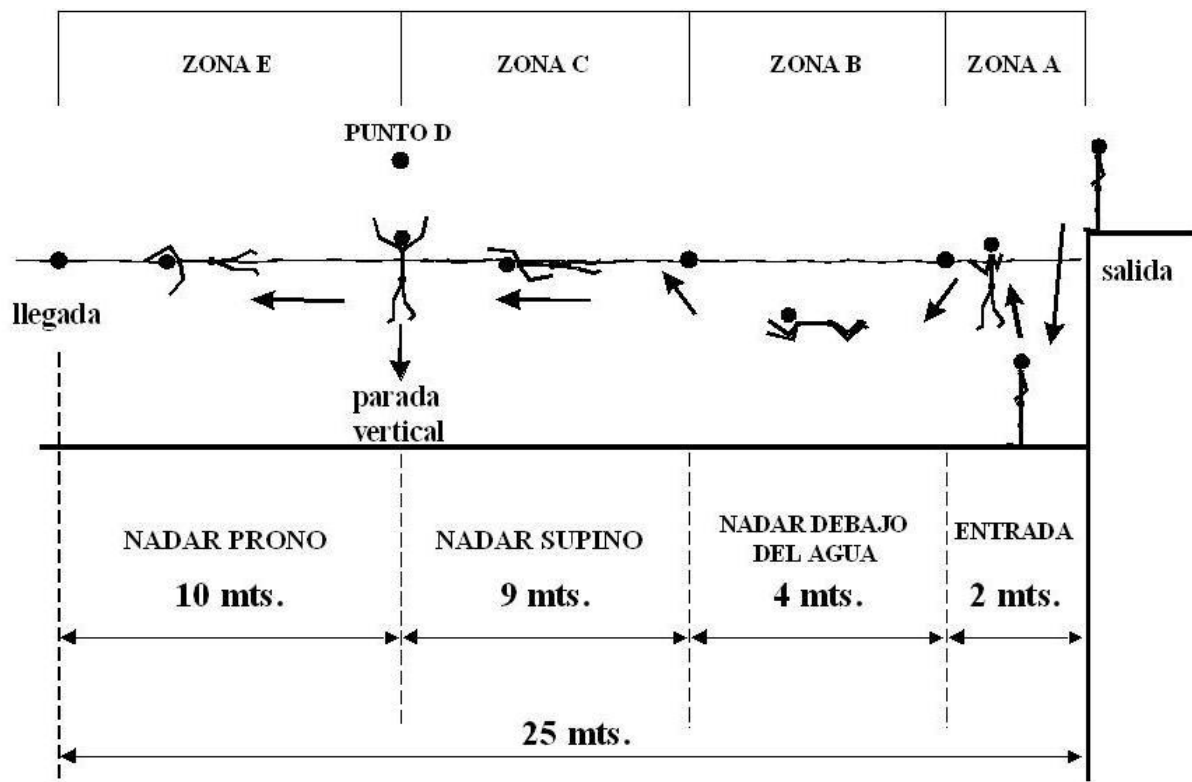 ZONA E
ZONA C
ZONA B
ZONA A
PUNTO D
llegada
salida
parada
vertical
NADAR PRONO
NADAR SUPINO
NADAR DEBAJO
DEL AGUA
ENTRADA
10 mts.
9 mts.
4 mts.
2 mts.
25 mts.